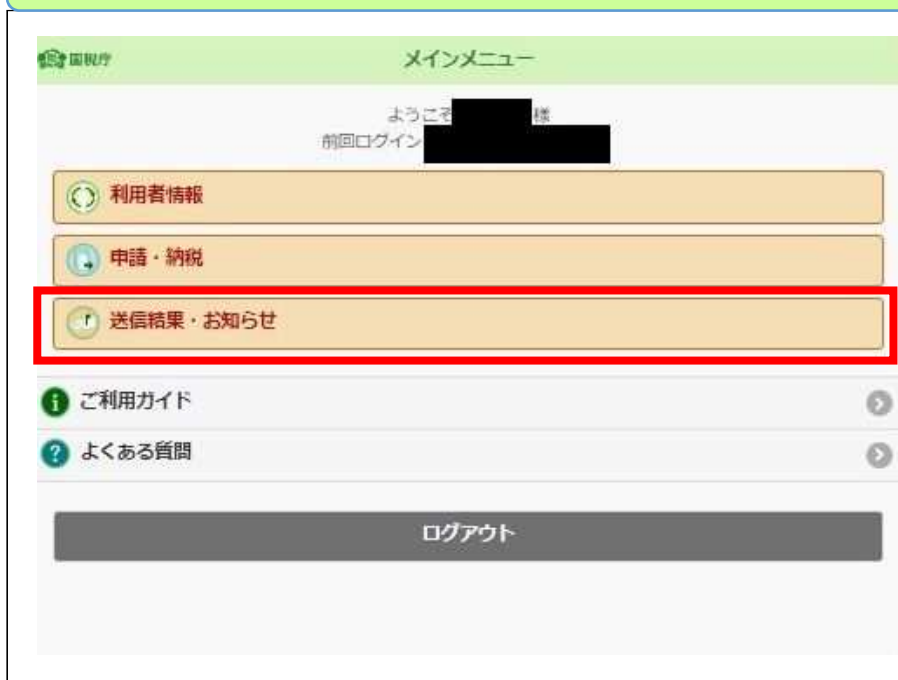 国税庁
メインメニュー
ようこそ 様
前回ログイン
利用者情報
申請・納税
送信結果・お知らせ
ご利用ガイド
よくある質問
ログアウト